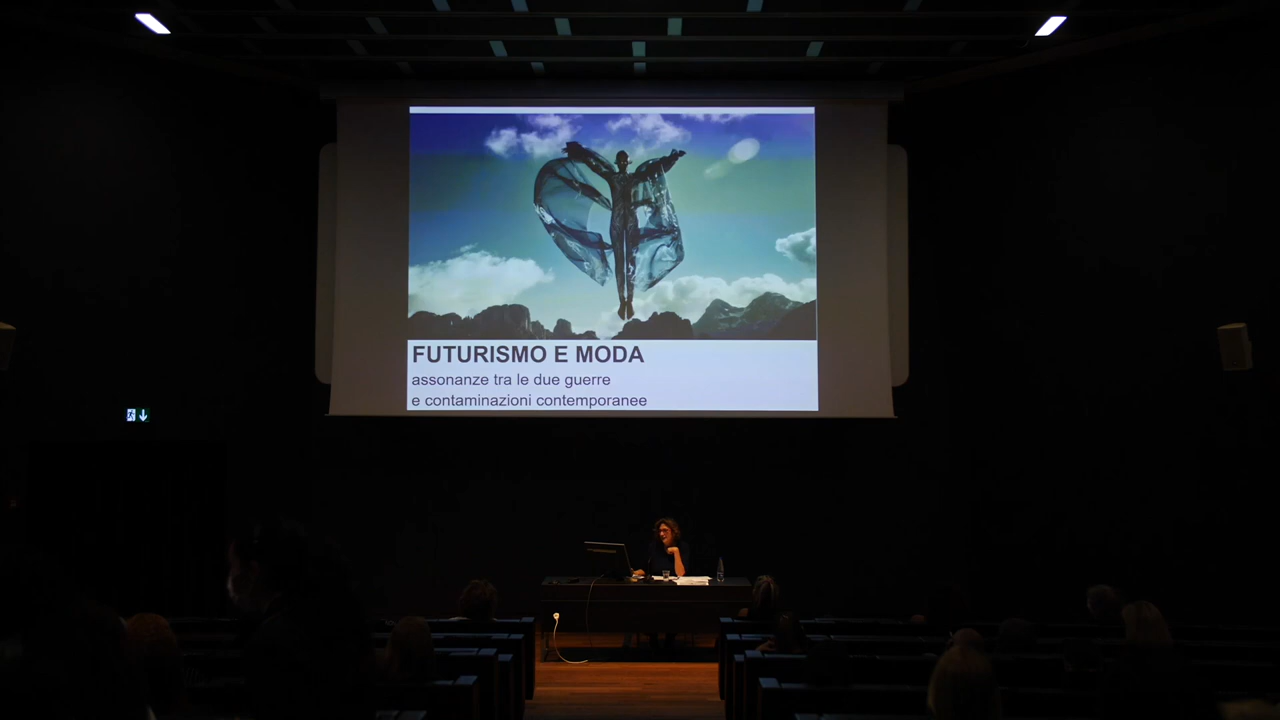 FUTURISMO E MODA
assonanze tra le due guerre
e contaminazioni contemporanee